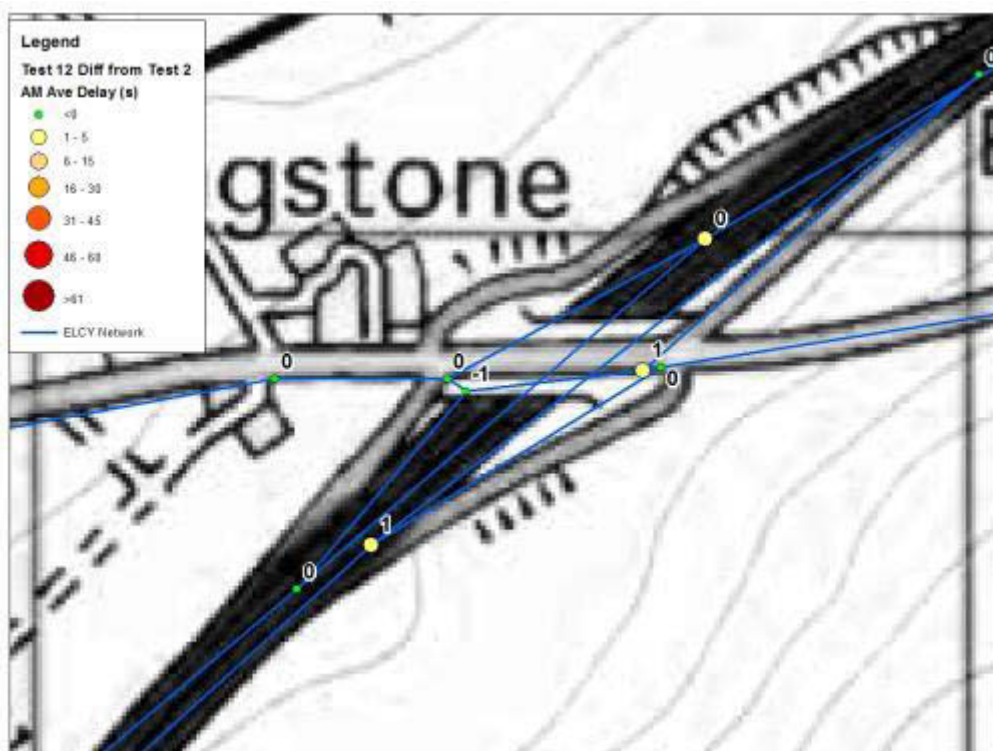 Legend
Test 12 Diff from Test 2
AM Ave Delay (s)
<0
1 - 5
6 - 15
16 - 30
31 - 45
46 - 60
>61
ELCY Network
gstone
0
0
1
0
-1
0
0
1
0